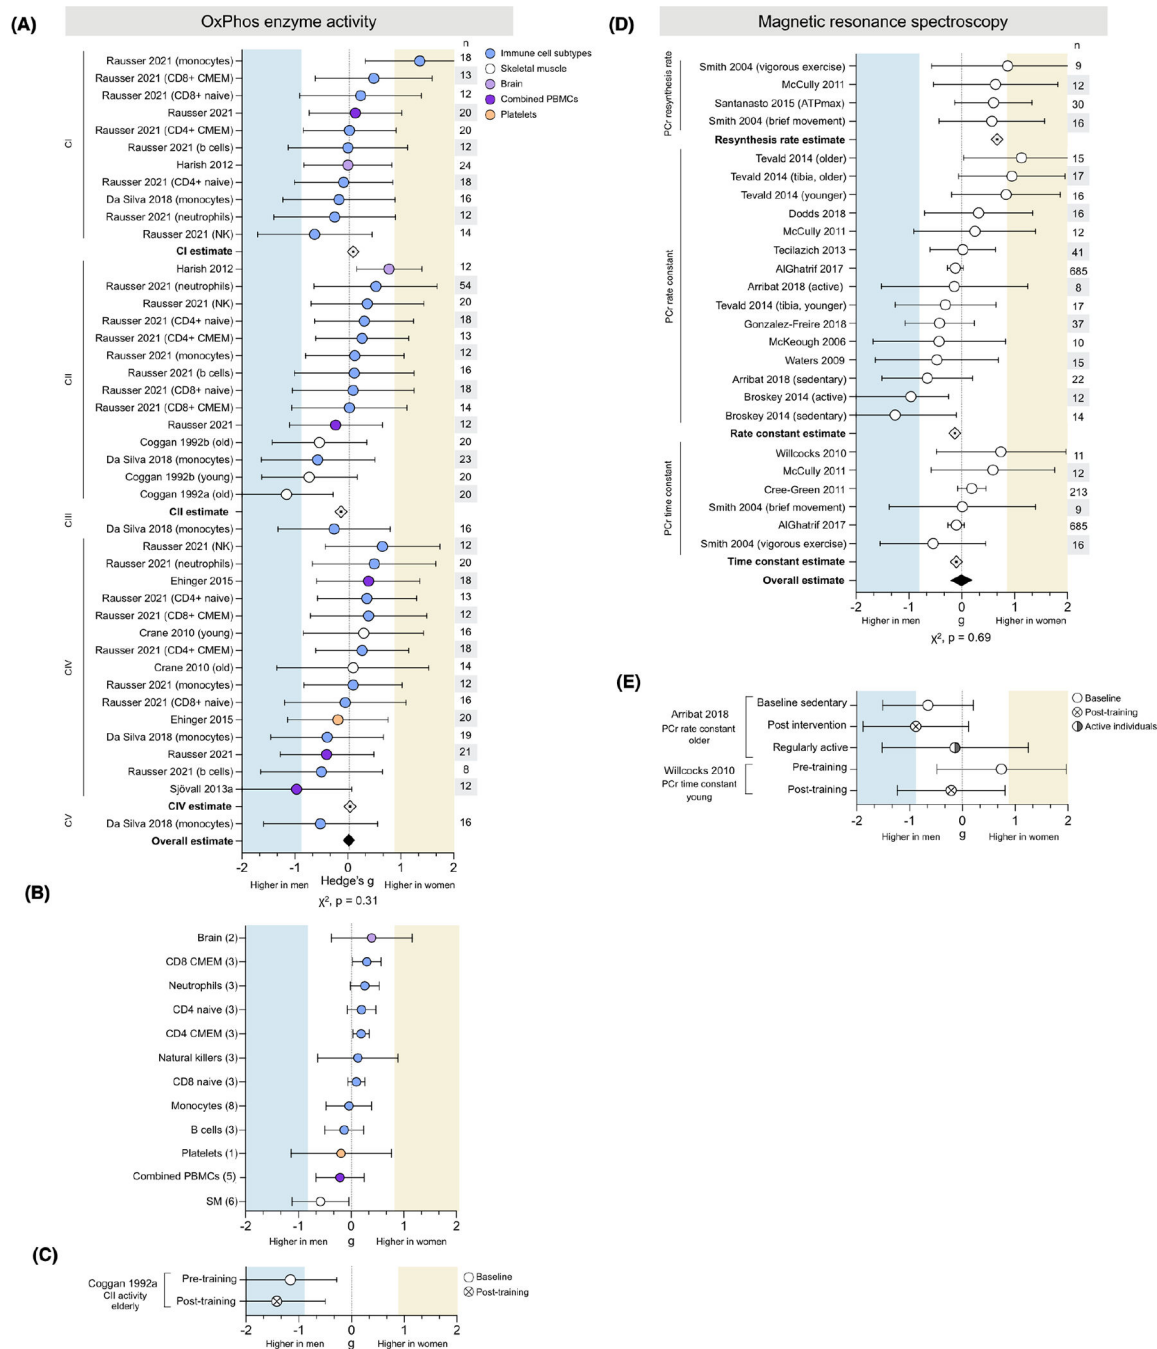 (A)
OxPhos enzyme activity
n
Immune cell subtypes
Skeletal muscle
Brain
Combined PBMCs
Platelets
CI
Rausser 2021 (monocytes) 18
Rausser 2021 (CD8+ CMEM) 13
Rausser 2021 (CD8+ naive) 12
Rausser 2021 20
Rausser 2021 (CD4+ CMEM) 20
Rausser 2021 (b cells) 12
Harish 2012 24
Rausser 2021 (CD4+ naive) 18
Da Silva 2018 (monocytes) 16
Rausser 2021 (neutrophils) 12
Rausser 2021 (NK) 14
CI estimate
CII
Harish 2012 12
Rausser 2021 (neutrophils) 54
Rausser 2021 (NK) 20
Rausser 2021 (CD4+ naive) 18
Rausser 2021 (CD4+ CMEM) 13
Rausser 2021 (monocytes) 12
Rausser 2021 (b cells) 16
Rausser 2021 (CD8+ naive) 18
Rausser 2021 (CD8+ CMEM) 14
Rausser 2021 12
Coggan 1992b (old) 20
Da Silva 2018 (monocytes) 23
Coggan 1992b (young) 20
Coggan 1992a (old) 20
CII estimate
CIII
Da Silva 2018 (monocytes) 16
CIV
Rausser 2021 (NK) 12
Rausser 2021 (neutrophils) 20
Ehinger 2015 18
Rausser 2021 (CD4+ naive) 13
Rausser 2021 (CD8+ CMEM) 12
Crane 2010 (young) 16
Rausser 2021 (CD4+ CMEM) 18
Crane 2010 (old) 14
Rausser 2021 (monocytes) 12
Rausser 2021 (CD8+ naive) 16
Ehinger 2015 20
Da Silva 2018 (monocytes) 19
Rausser 2021 21
Rausser 2021 (b cells) 8
Sjövall 2013a 12
CIV estimate
CV
Da Silva 2018 (monocytes) 16
Overall estimate
-2 -1 0 1 2
Higher in men Hedge's g Higher in women
χ², p = 0.31
(B)
Brain (2)
CD8 CMEM (3)
Neutrophils (3)
CD4 naive (3)
CD4 CMEM (3)
Natural killers (3)
CD8 naive (3)
Monocytes (8)
B cells (3)
Platelets (1)
Combined PBMCs (5)
SM (6)
-2 -1 0 1 2
Higher in men g Higher in women
(C)
Coggan 1992a
CII activity
elderly
Pre-training
Post-training
Baseline
Post-training
-2 -1 0 1 2
Higher in men g Higher in women
(D)
Magnetic resonance spectroscopy
n
PCr resynthesis rate
Smith 2004 (vigorous exercise) 9
McCully 2011 12
Santanasto 2015 (ATPmax) 30
Smith 2004 (brief movement) 16
Resynthesis rate estimate
PCr rate constant
Tevald 2014 (older) 15
Tevald 2014 (tibia, older) 17
Tevald 2014 (younger) 16
Dodds 2018 16
McCully 2011 12
Tecilazich 2013 41
AlGhatrif 2017 685
Arribat 2018 (active) 8
Tevald 2014 (tibia, younger) 17
Gonzalez-Freire 2018 37
McKeough 2006 10
Waters 2009 15
Arribat 2018 (sedentary) 22
Broskey 2014 (active) 12
Broskey 2014 (sedentary) 14
Rate constant estimate
PCr time constant
Willcocks 2010 11
McCully 2011 12
Cree-Green 2011 213
Smith 2004 (brief movement) 9
AlGhatrif 2017 685
Smith 2004 (vigorous exercise) 16
Time constant estimate
Overall estimate
-2 -1 0 1 2
Higher in men g Higher in women
χ², p = 0.69
(E)
Arribat 2018
PCr rate constant
older
Baseline sedentary
Post intervention
Regularly active
Willcocks 2010
PCr time constant
young
Pre-training
Post-training
Baseline
Post-training
Active individuals
-2 -1 0 1 2
Higher in men g Higher in women